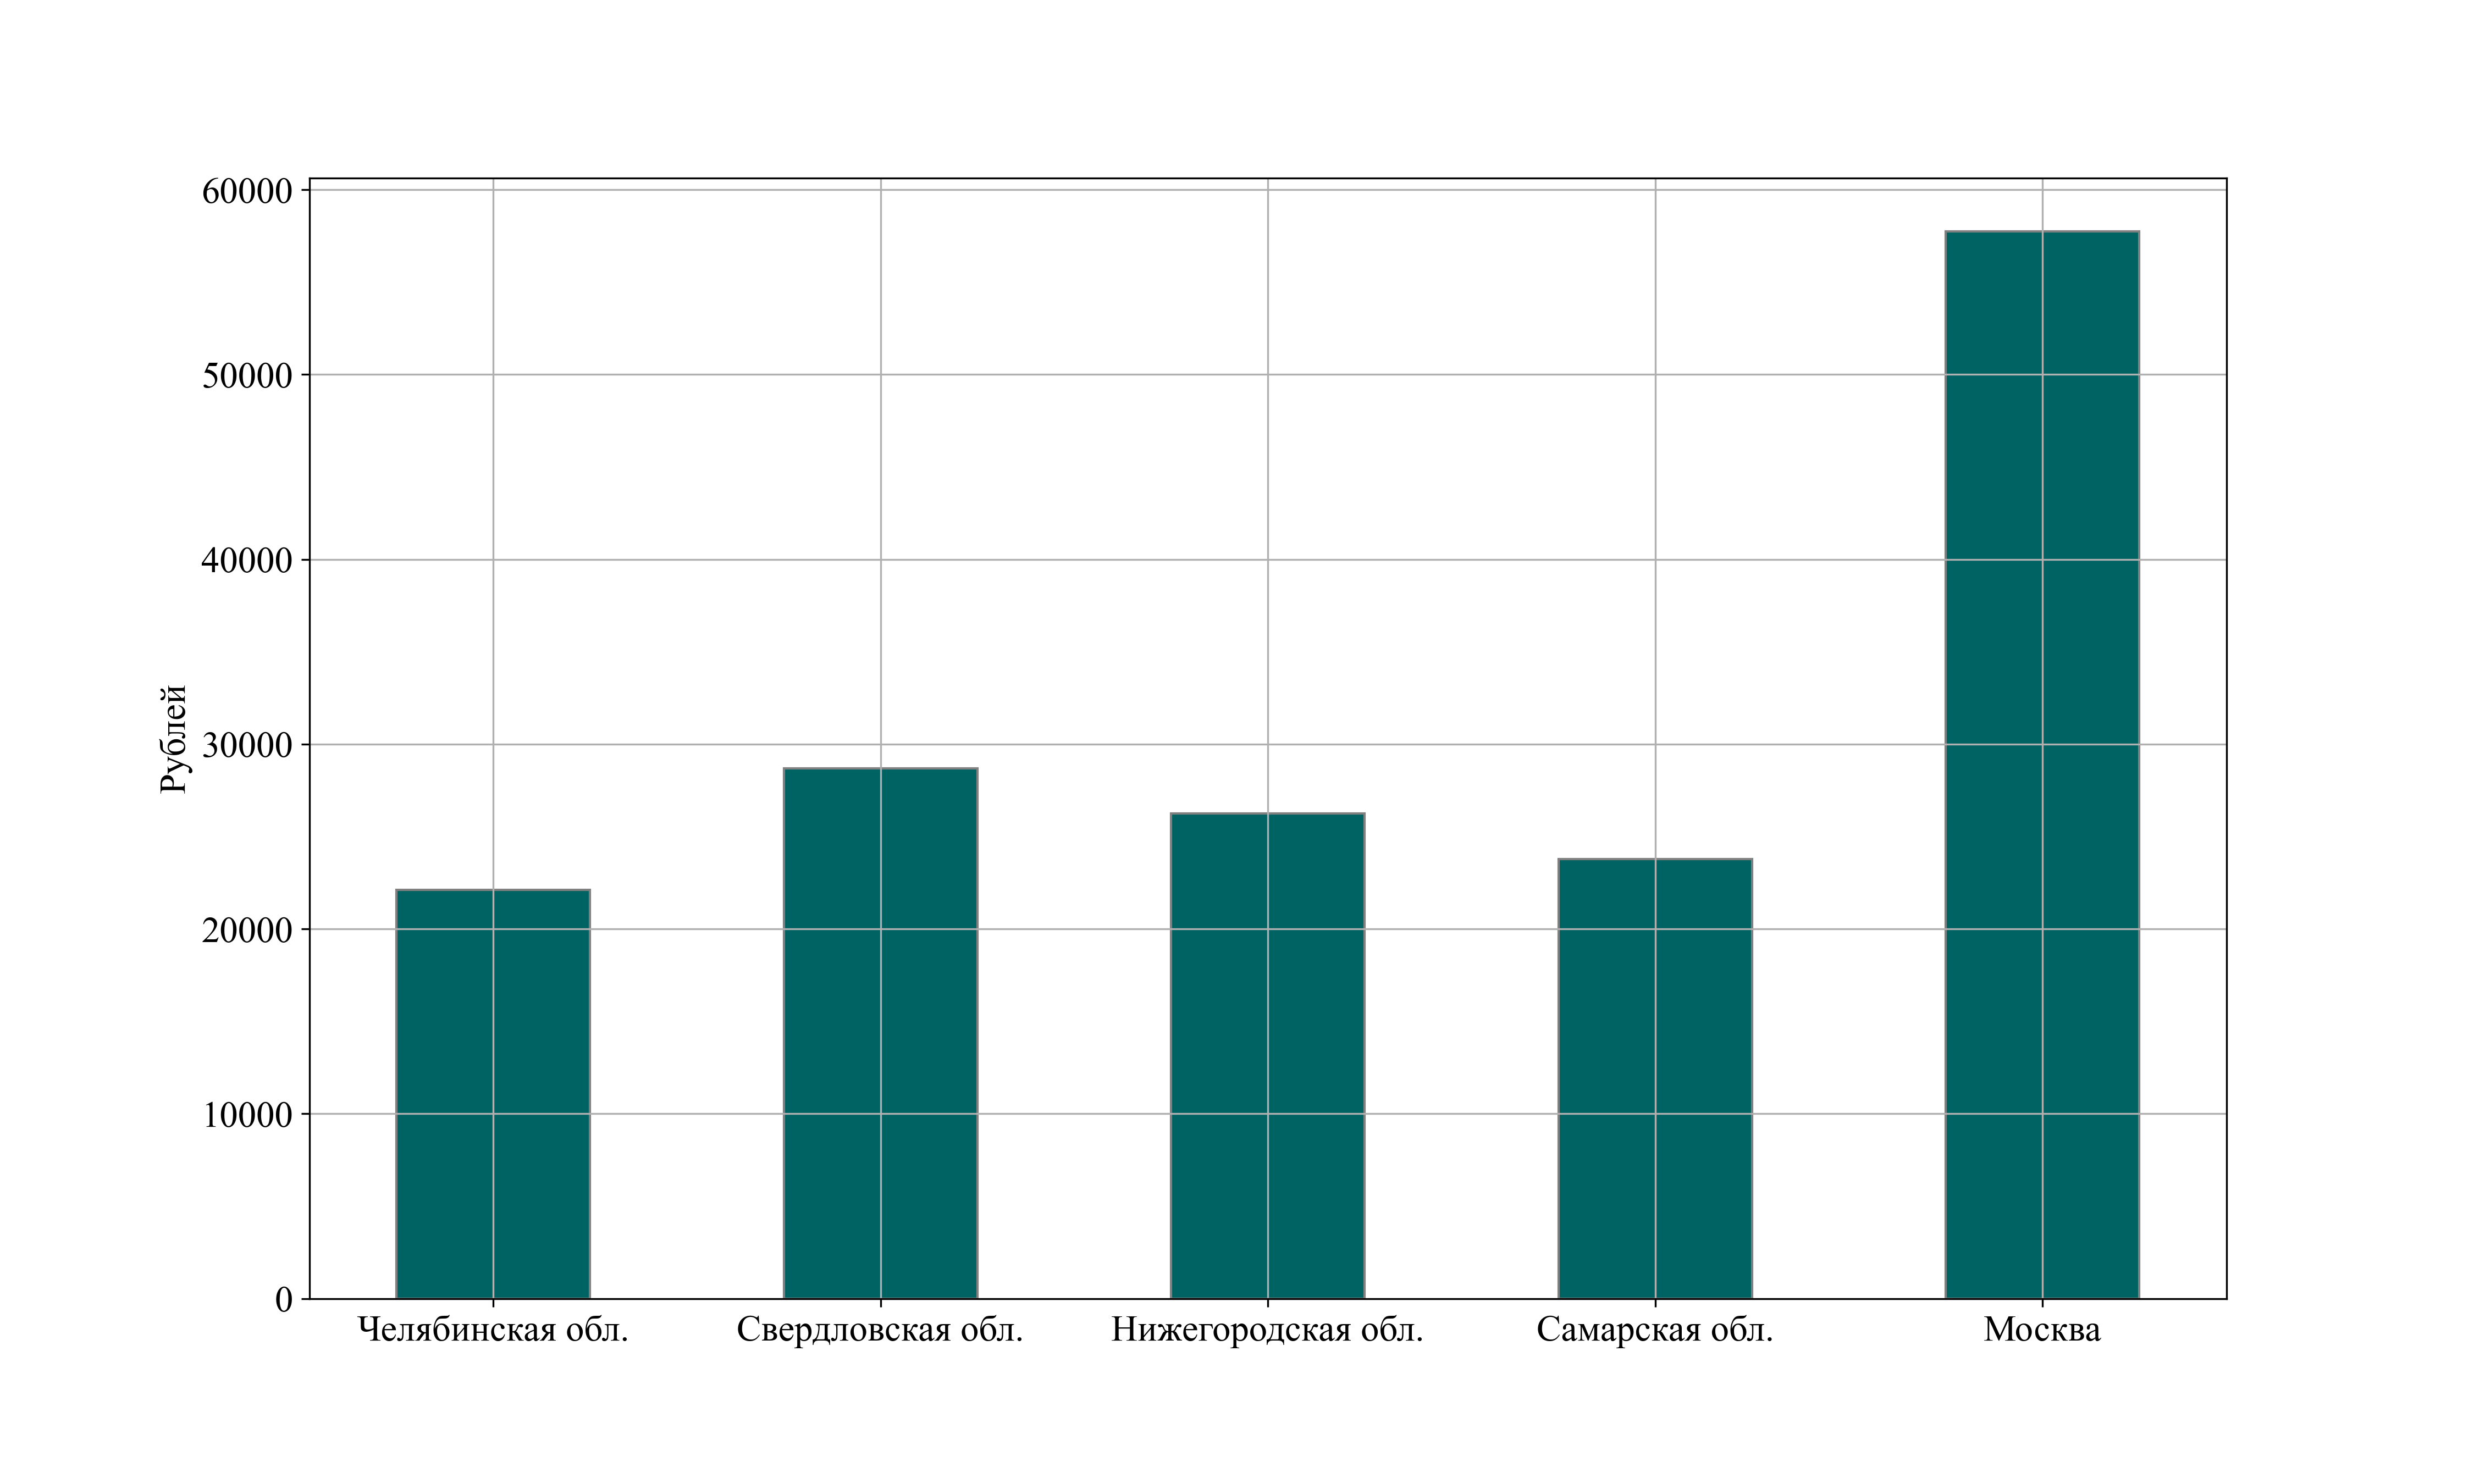 60000
50000
40000
30000
20000
10000
0
Рублей
Челябинская обл.
Свердловская обл.
Нижегородская обл.
Самарская обл.
Москва